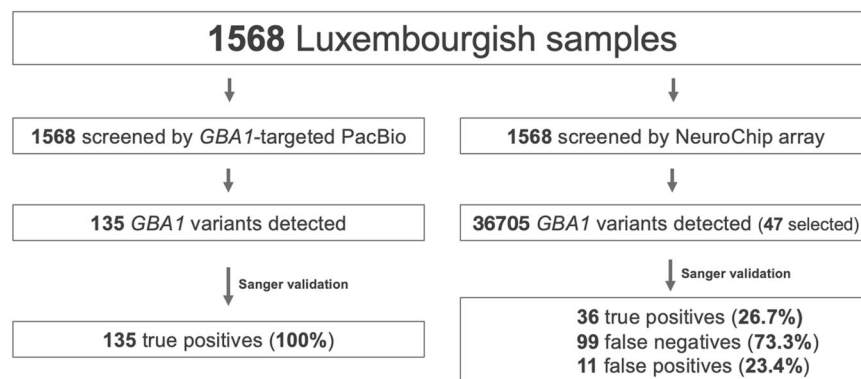 1568 Luxembourgish samples
1568 screened by GBA1-targeted PacBio
1568 screened by NeuroChip array
135 GBA1 variants detected
36705 GBA1 variants detected (47 selected)
Sanger validation
Sanger validation
135 true positives (100%)
36 true positives (26.7%)
99 false negatives (73.3%)
11 false positives (23.4%)